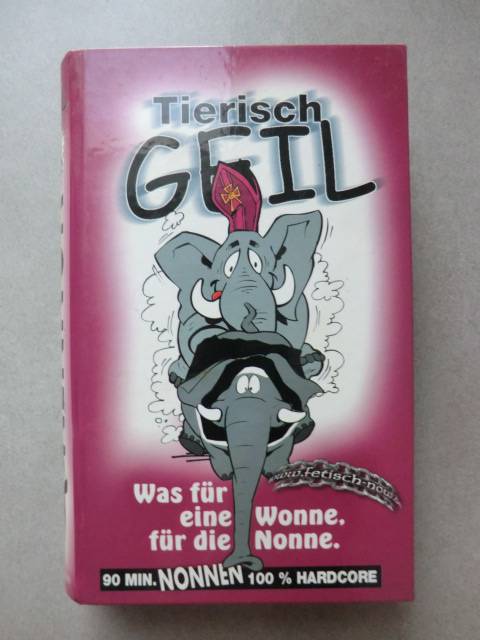 Tierisch
GEIL
www.fetisch-now.
Was für
eine Wonne,
für die Nonne.
90 MIN. NONNEN 100 % HARDCORE